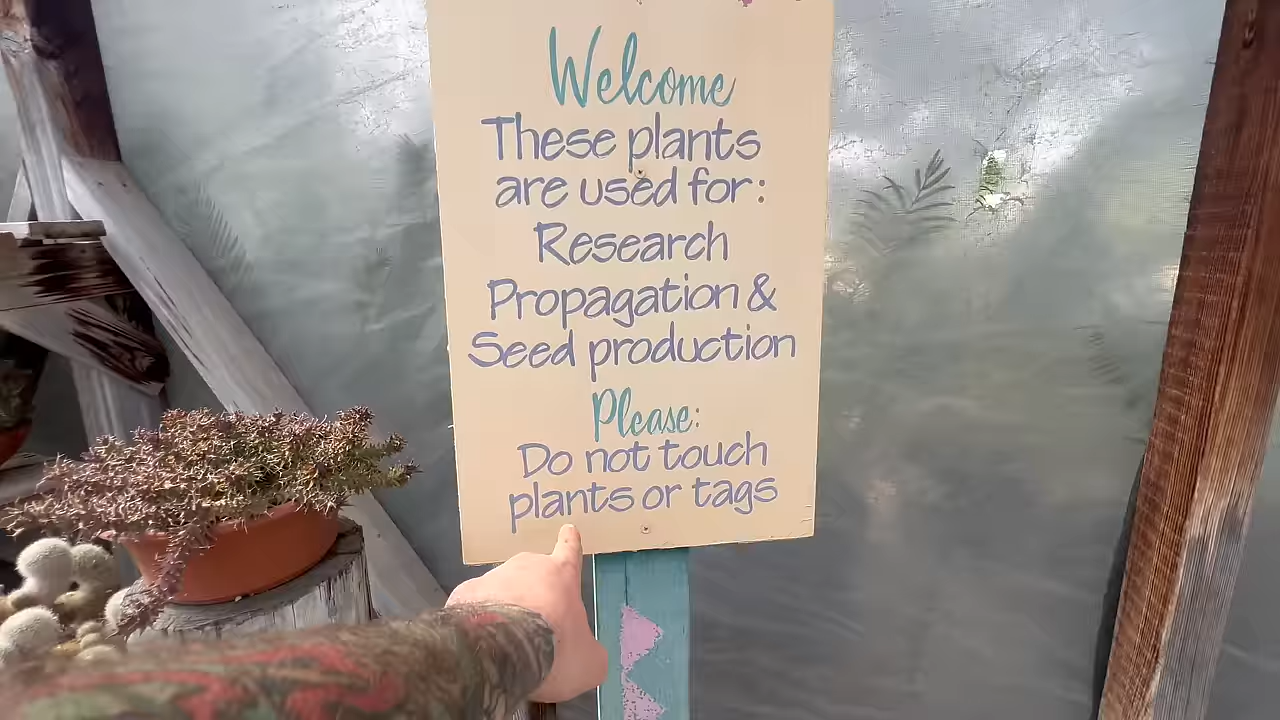 Welcome
These plants
are used for:
Research
Propagation &
Seed production
Please:
Do not touch
plants or tags